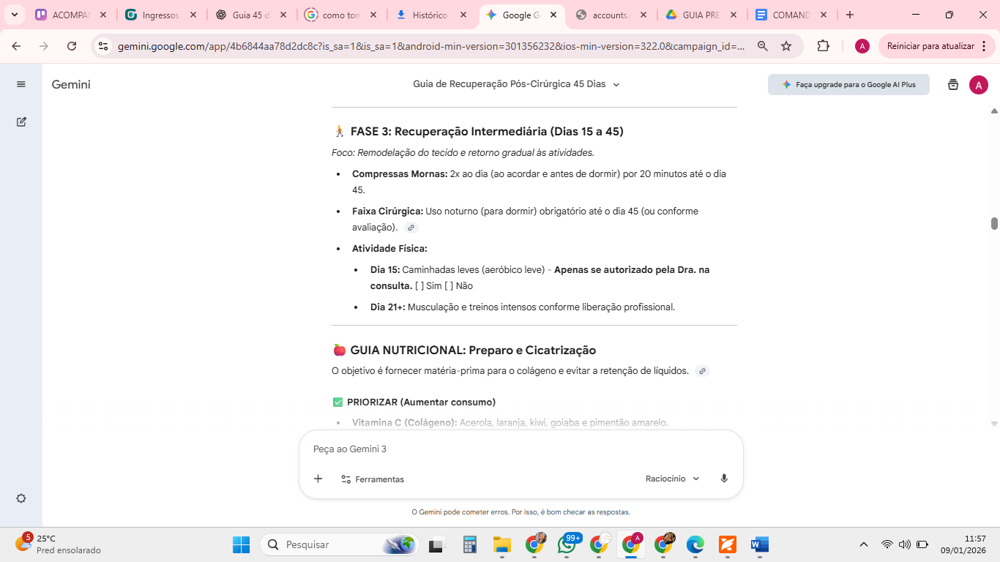 ACOMPA
Ingressos
Guia 45 d
como ton
Histórico
Google G
accounts.
GUIA PRE
COMAND
gemini.google.com/app/4b6844aa78d2dc8c?is_sa=1&is_sa=1&android-min-version=301356232&ios-min-version=322.0&campaign_id=...
A
Reiniciar para atualizar
Gemini
Guia de Recuperação Pós-Cirúrgica 45 Dias
Faça upgrade para o Google AI Plus
A
FASE 3: Recuperação Intermediária (Dias 15 a 45)
Foco: Remodelação do tecido e retorno gradual às atividades.
• Compressas Mornas: 2x ao dia (ao acordar e antes de dormir) por 20 minutos até o dia
45.
• Faixa Cirúrgica: Uso noturno (para dormir) obrigatório até o dia 45 (ou conforme
avaliação).
• Atividade Física:
• Dia 15: Caminhadas leves (aeróbico leve) - Apenas se autorizado pela Dra. na
consulta. [ ] Sim [ ] Não
• Dia 21+: Musculação e treinos intensos conforme liberação profissional.
GUIA NUTRICIONAL: Preparo e Cicatrização
O objetivo é fornecer matéria-prima para o colágeno e evitar a retenção de líquidos.
PRIORIZAR (Aumentar consumo)
• Vitamina C (Colágeno): Acerola, laranja, kiwi, goiaba e pimentão amarelo.
Peça ao Gemini 3
Ferramentas
Raciocínio
O Gemini pode cometer erros. Por isso, é bom checar as respostas.
5
25°C
Pred ensolarado
Pesquisar
99+
A
11:57
09/01/2026